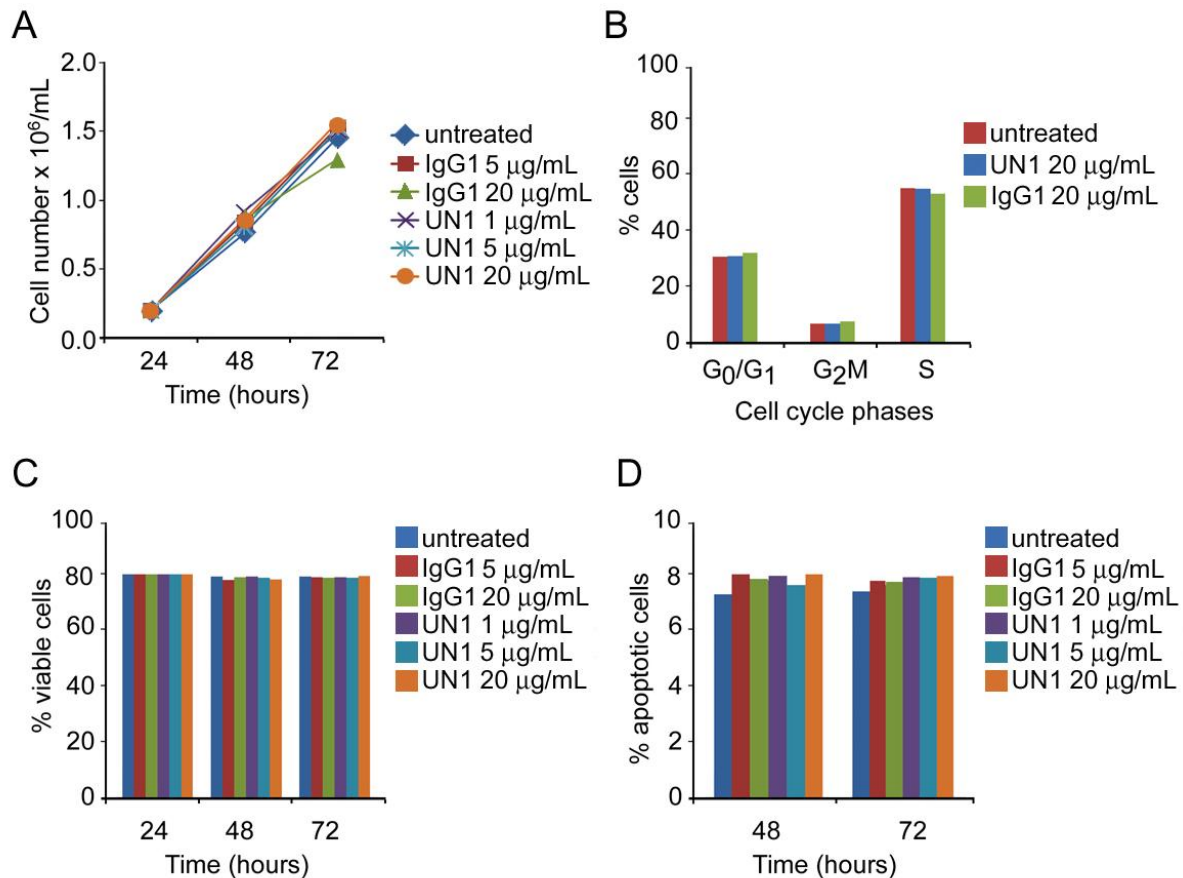 A
Cell number x 10⁶/mL
2.0
1.5
1.0
0.5
0.0
24 48 72
Time (hours)
untreated
IgG1 5 μg/mL
IgG1 20 μg/mL
UN1 1 μg/mL
UN1 5 μg/mL
UN1 20 μg/mL
B
% cells
100
80
60
40
20
0
G₀/G₁ G₂M S
Cell cycle phases
untreated
UN1 20 μg/mL
IgG1 20 μg/mL
C
% viable cells
100
80
60
40
20
0
24 48 72
Time (hours)
untreated
IgG1 5 μg/mL
IgG1 20 μg/mL
UN1 1 μg/mL
UN1 5 μg/mL
UN1 20 μg/mL
D
% apoptotic cells
10
8
6
4
2
0
48 72
Time (hours)
untreated
IgG1 5 μg/mL
IgG1 20 μg/mL
UN1 1 μg/mL
UN1 5 μg/mL
UN1 20 μg/mL